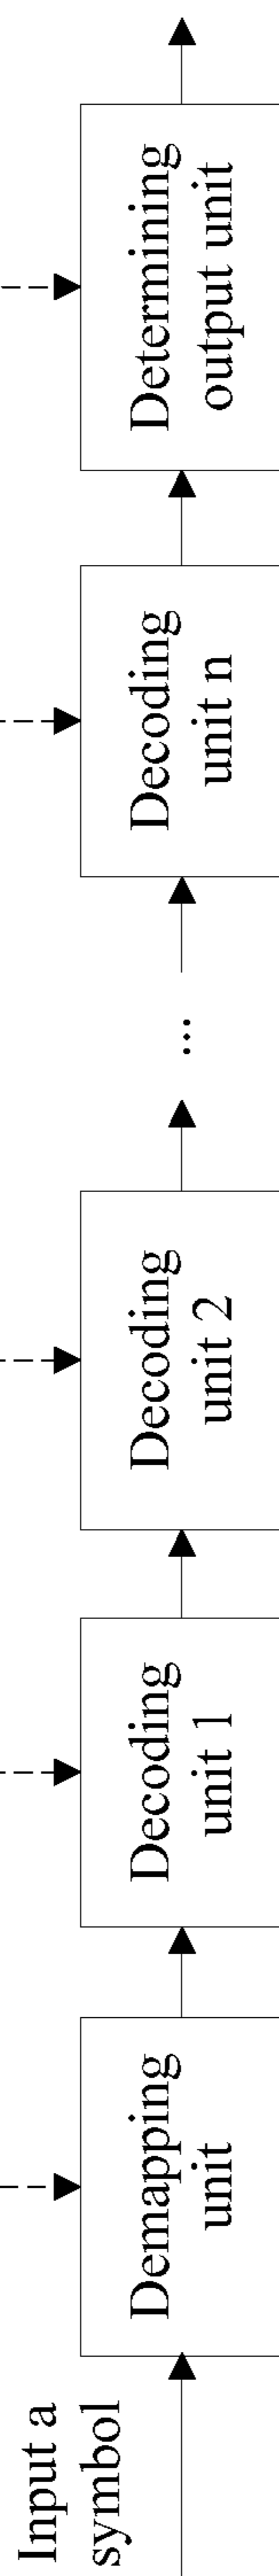 Input a
symbol
Demapping
unit
Decoding
unit 1
Decoding
unit 2
...
Decoding
unit n
Determining
output unit